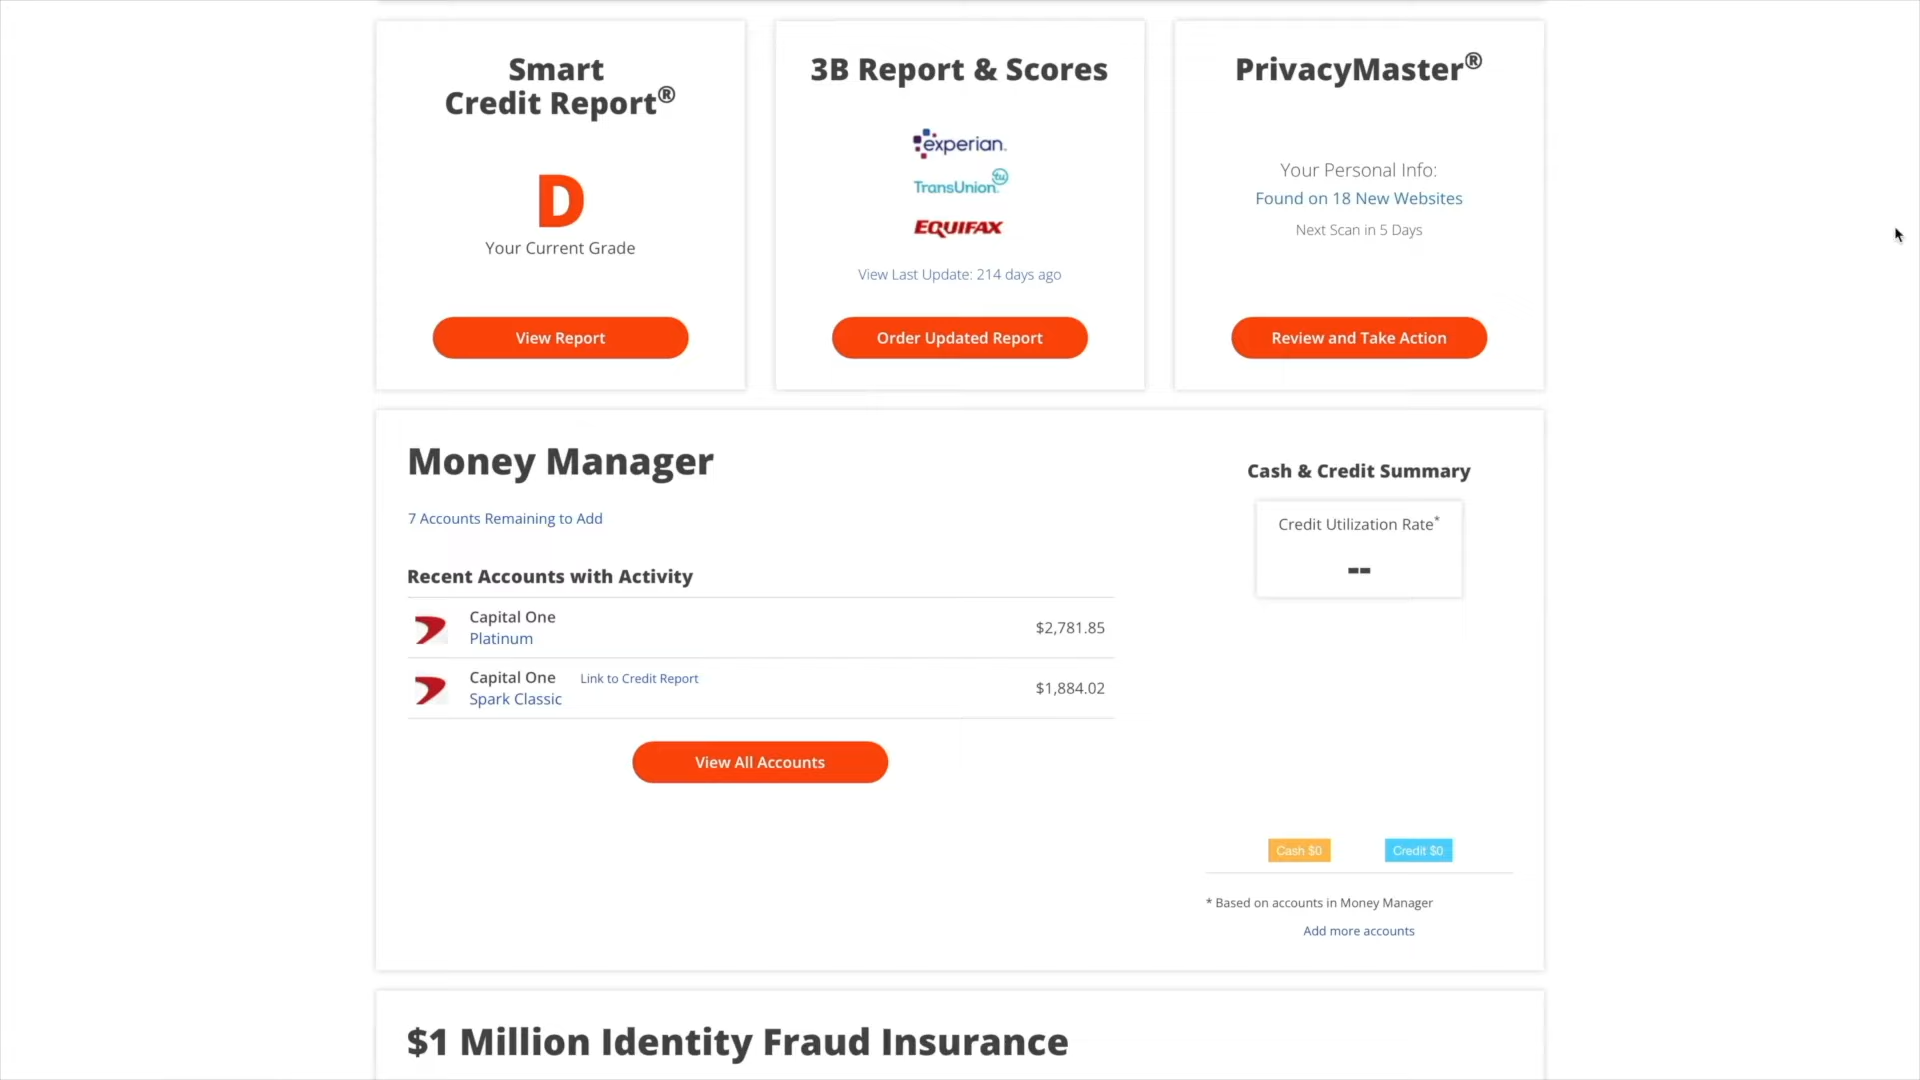 Smart
Credit Report®
D
Your Current Grade
View Report
3B Report & Scores
experian.
TransUnion tu
EQUIFAX
View Last Update: 214 days ago
Order Updated Report
PrivacyMaster®
Your Personal Info:
Found on 18 New Websites
Next Scan in 5 Days
Review and Take Action
Money Manager
7 Accounts Remaining to Add
Recent Accounts with Activity
Capital One
Platinum
$2,781.85
Capital One Link to Credit Report
Spark Classic
$1,884.02
View All Accounts
Cash & Credit Summary
Credit Utilization Rate*
--
Cash $0 Credit $0
* Based on accounts in Money Manager
Add more accounts
$1 Million Identity Fraud Insurance